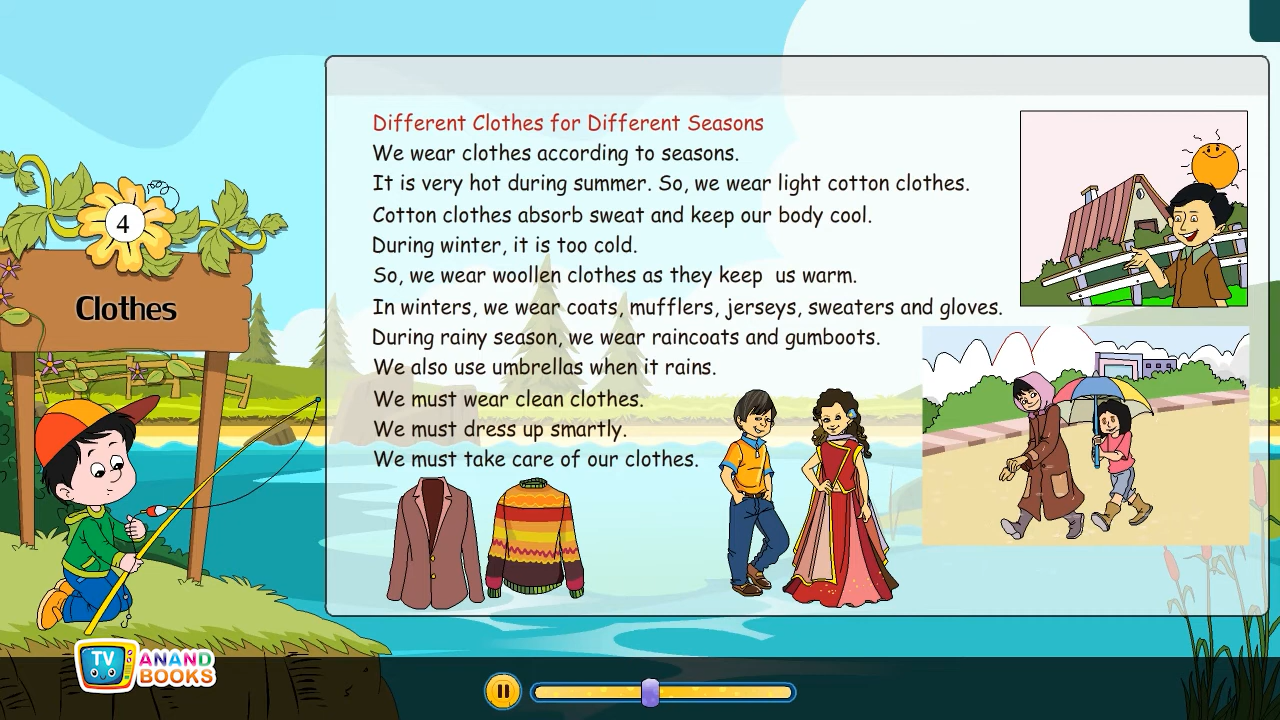 Different Clothes for Different Seasons
We wear clothes according to seasons.
It is very hot during summer. So, we wear light cotton clothes.
Cotton clothes absorb sweat and keep our body cool.
During winter, it is too cold.
So, we wear woollen clothes as they keep us warm.
In winters, we wear coats, mufflers, jerseys, sweaters and gloves.
During rainy season, we wear raincoats and gumboots.
We also use umbrellas when it rains.
We must wear clean clothes.
We must dress up smartly.
We must take care of our clothes.
4
Clothes
TV
ANAND
BOOKS